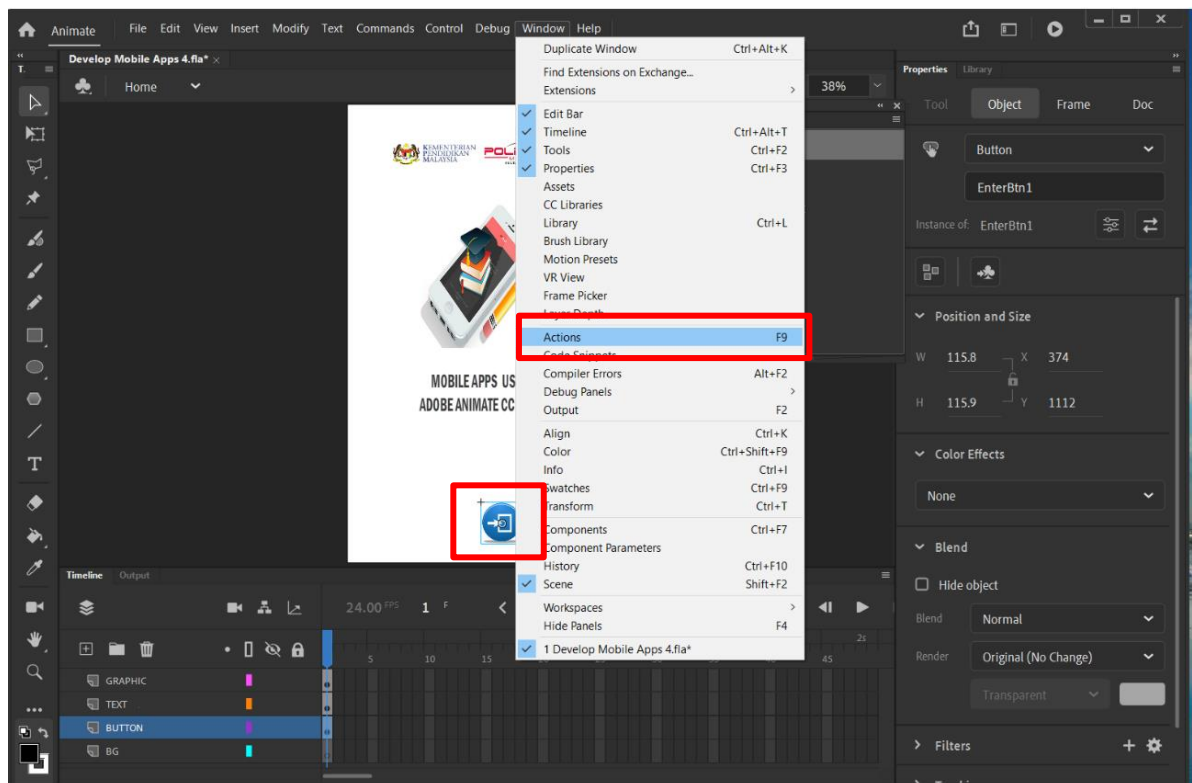 Animate File Edit View Insert Modify Text Commands Control Debug Window Help
Develop Mobile Apps 4.fla* ×
Home
38%
KEMENTERIAN
PENDIDIKAN
MALAYSIA
MOBILE APPS US
ADOBE ANIMATE CC
Duplicate Window Ctrl+Alt+K
Find Extensions on Exchange...
Extensions >
Edit Bar
Timeline Ctrl+Alt+T
Tools Ctrl+F2
Properties Ctrl+F3
Assets
CC Libraries
Library Ctrl+L
Brush Library
Motion Presets
VR View
Frame Picker
Layer Depth
Actions F9
Code Snippets
Compiler Errors Alt+F2
Debug Panels >
Output F2
Align Ctrl+K
Color Ctrl+Shift+F9
Info Ctrl+I
Swatches Ctrl+F9
Transform Ctrl+T
Components Ctrl+F7
Component Parameters
History Ctrl+F10
Scene Shift+F2
Workspaces >
Hide Panels F4
1 Develop Mobile Apps 4.fla*
Properties Library
Tool Object Frame Doc
Button
EnterBtn1
Instance of: EnterBtn1
Position and Size
W 115.8 X 374
H 115.9 Y 1112
Color Effects
None
Blend
Hide object
Blend Normal
Render Original (No Change)
Transparent
Filters
Timeline Output
24.00 FPS 1 F
2s
5 10 15 45
GRAPHIC
TEXT
BUTTON
BG